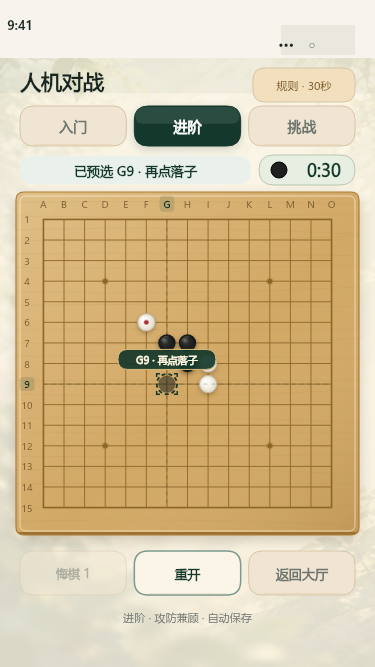 9:41
人机对战
规则 · 30秒
入门 进阶 挑战
已预选 G9 · 再点落子
0:30
A B C D E F G H I J K L M N O
1
2
3
4
5
6
7
8
G9 · 再点落子
9
10
11
12
13
14
15
悔棋 1 重开 返回大厅
进阶 · 攻防兼顾 · 自动保存